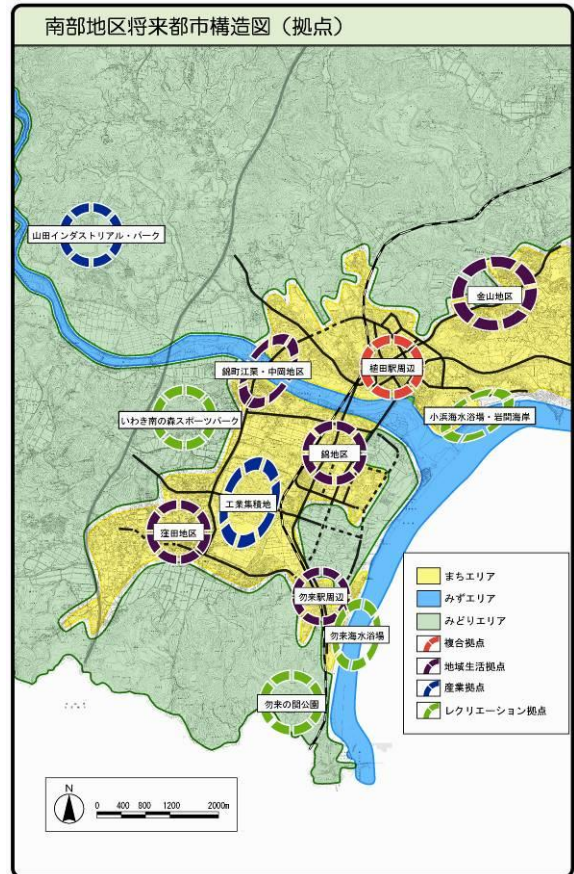 南部地区将来都市構造図（拠点）
山田インダストリアル・パーク
金山地区
錦町江栗・中岡地区
植田駅周辺
いわき南の森スポーツパーク
小浜海水浴場・岩間海岸
錦地区
工業集積地
窪田地区
勿来駅周辺
勿来海水浴場
勿来の関公園
まちエリア
みずエリア
みどりエリア
複合拠点
地域生活拠点
産業拠点
レクリエーション拠点
N
0 400 800 1200 2000m